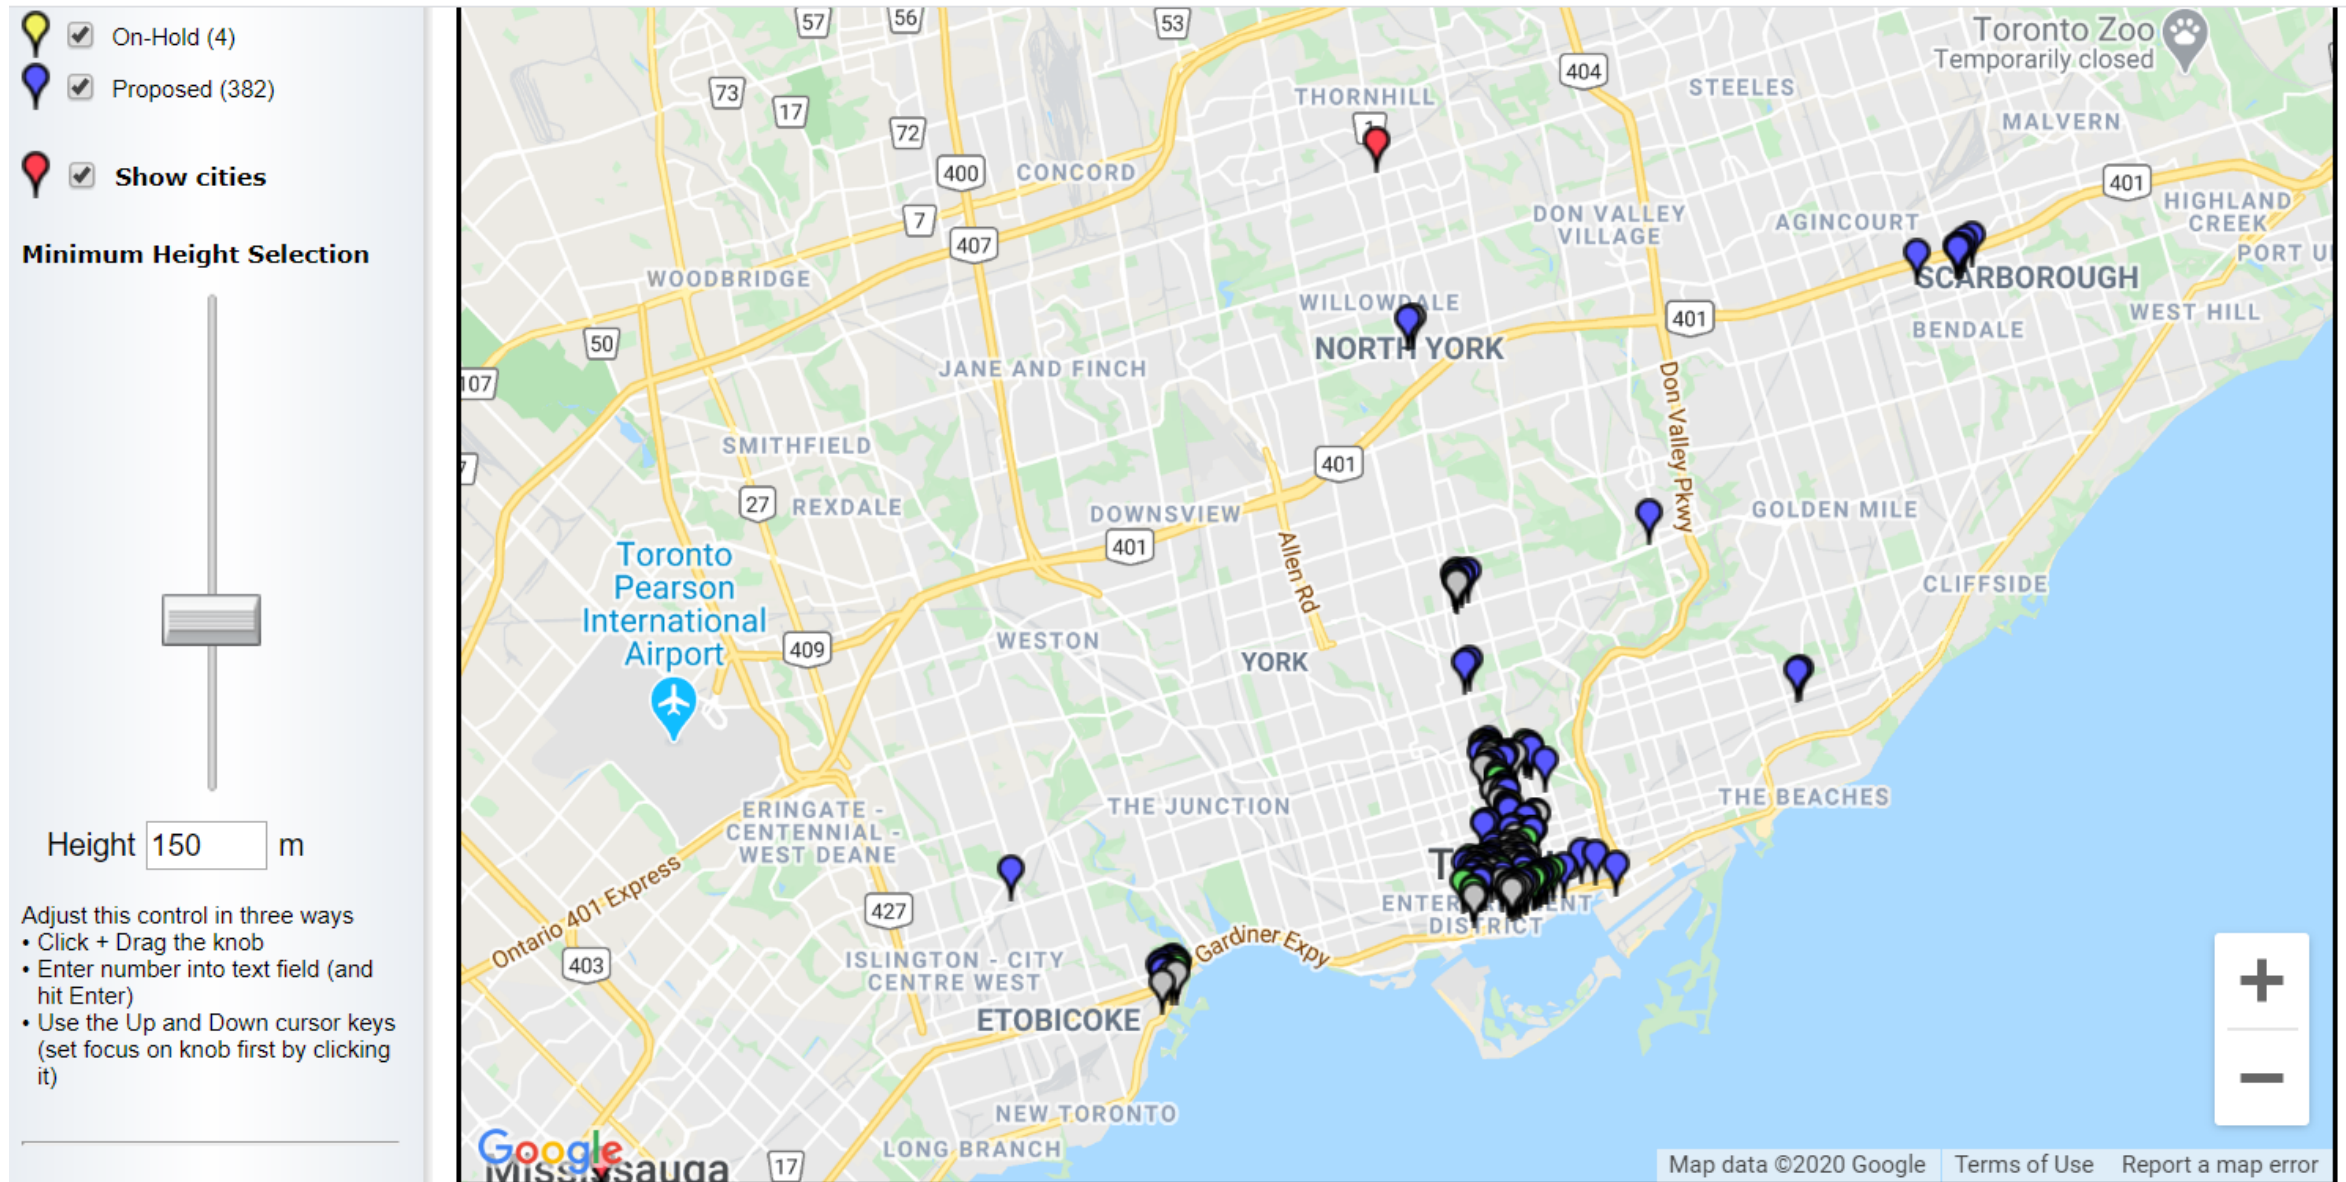 On-Hold (4)
Proposed (382)
Show cities
Minimum Height Selection
Height 150 m
Adjust this control in three ways
• Click + Drag the knob
• Enter number into text field (and
hit Enter)
• Use the Up and Down cursor keys
(set focus on knob first by clicking
it)
57
56
53
Toronto Zoo
Temporarily closed
404
73
17
THORNHILL
STEELES
72
1
MALVERN
400
CONCORD
401
7
407
DON VALLEY
VILLAGE
AGINCOURT
HIGHLAND
CREEK
WOODBRIDGE
SCARBOROUGH
WILLOWDALE
401
WEST HILL
50
NORTH YORK
BENDALE
107
JANE AND FINCH
Don Valley Pkwy
SMITHFIELD
7
401
27
REXDALE
DOWNSVIEW
GOLDEN MILE
401
Allen Rd
Toronto
Pearson
International
Airport
CLIFFSIDE
409
WESTON
YORK
ERINGATE -
CENTENNIAL -
WEST DEANE
THE JUNCTION
THE BEACHES
Ontario 401 Express
427
DISTRICT
403
ISLINGTON - CITY
CENTRE WEST
Gardiner Expy
ETOBICOKE
NEW TORONTO
LONG BRANCH
17
Google
Mississauga
Map data ©2020 Google
Terms of Use
Report a map error